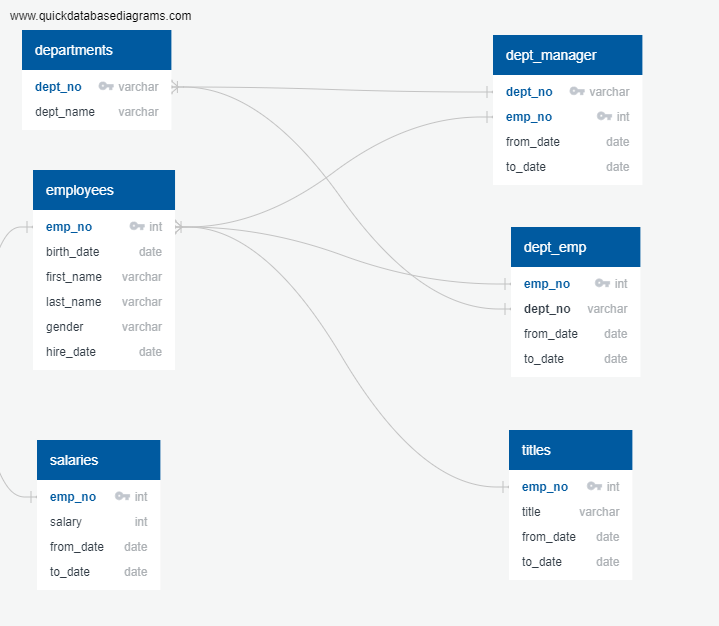 www.quickdatabasediagrams.com
departments
dept_no varchar
dept_name varchar
employees
emp_no int
birth_date date
first_name varchar
last_name varchar
gender varchar
hire_date date
salaries
emp_no int
salary int
from_date date
to_date date
dept_manager
dept_no varchar
emp_no int
from_date date
to_date date
dept_emp
emp_no int
dept_no varchar
from_date date
to_date date
titles
emp_no int
title varchar
from_date date
to_date date